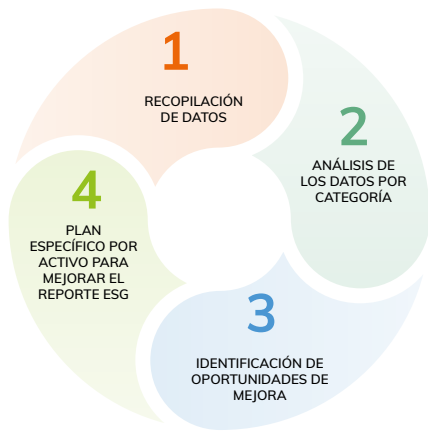 1
RECOPILACIÓN
DE DATOS
2
ANÁLISIS DE
LOS DATOS POR
CATEGORÍA
3
IDENTIFICACIÓN DE
OPORTUNIDADES DE
MEJORA
4
PLAN
ESPECÍFICO POR
ACTIVO PARA
MEJORAR EL
REPORTE ESG